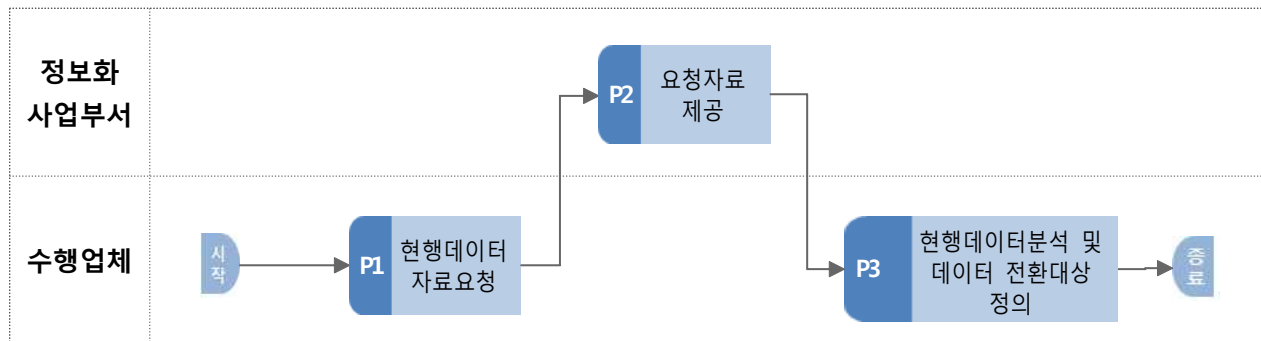 정보화
사업부서
P2
요청자료
제공
수행업체
시
작
P1
현행데이터
자료요청
P3
현행데이터분석 및
데이터 전환대상
정의
종
료